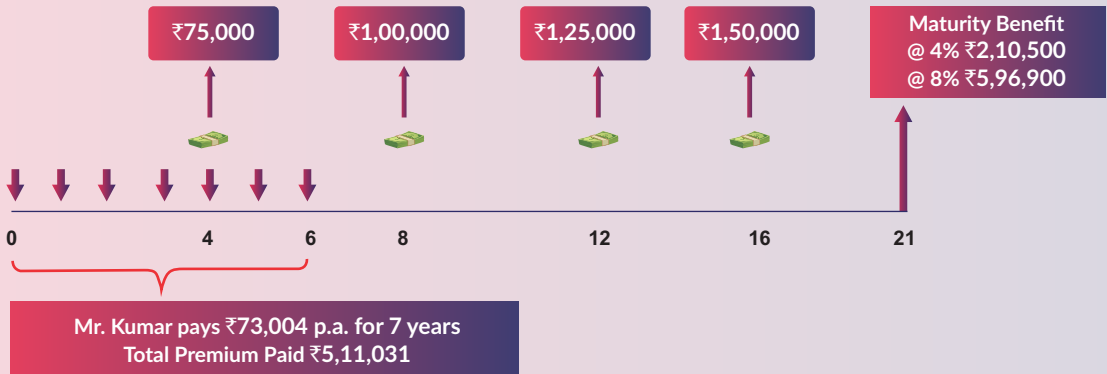 ₹75,000
₹1,00,000
₹1,25,000
₹1,50,000
Maturity Benefit
@ 4% ₹2,10,500
@ 8% ₹5,96,900
0
4
6
8
12
16
21
Mr. Kumar pays ₹73,004 p.a. for 7 years
Total Premium Paid ₹5,11,031